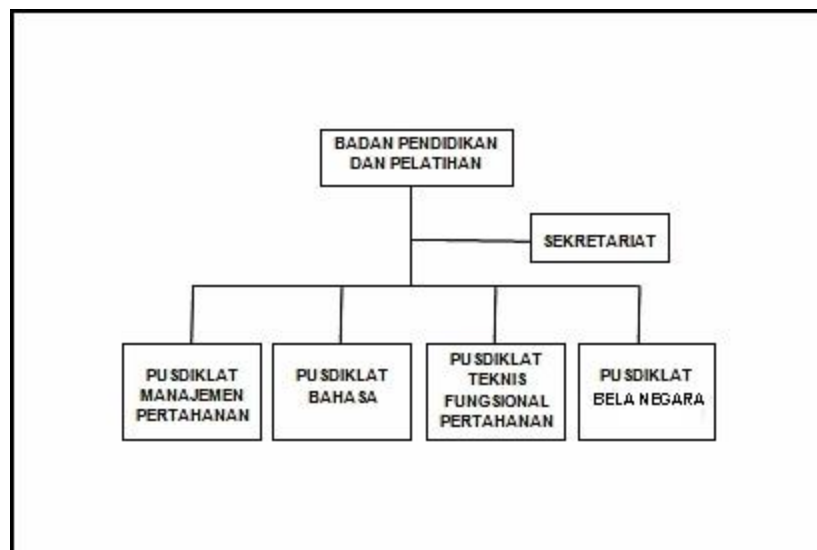 BADAN PENDIDIKAN
DAN PELATIHAN
SEKRETARIAT
PUSDIKLAT
MANAJEMEN
PERTAHANAN
PUSDIKLAT
BAHASA
PUSDIKLAT
TEKNIS
FUNGSIONAL
PERTAHANAN
PUSDIKLAT
BELA NEGARA